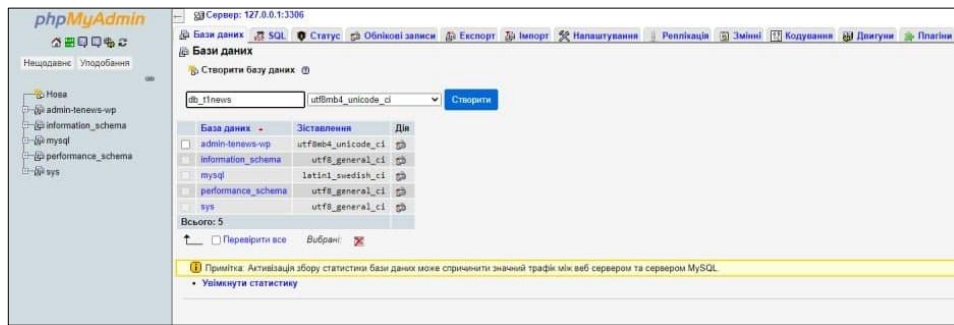 phpMyAdmin
Нещодавнє Уподобання
Нова
admin-tenews-wp
information_schema
mysql
performance_schema
sys
Сервер: 127.0.0.1:3306
Бази даних SQL Статус Облікові записи Експорт Імпорт Налаштування Реплікація Змінні Кодування Двигуни Плагіни
Бази даних
Створити базу даних
db_t1news utf8mb4_unicode_ci Створити
База даних Зіставлення Дія
admin-tenews-wp utf8mb4_unicode_ci
information_schema utf8_general_ci
mysql latin1_swedish_ci
performance_schema utf8_general_ci
sys utf8_general_ci
Всього: 5
Перевірити все Вибрані:
Примітка: Активізація збору статистики бази даних може спричинити значний трафік між веб сервером та сервером MySQL.
Увімкнути статистику